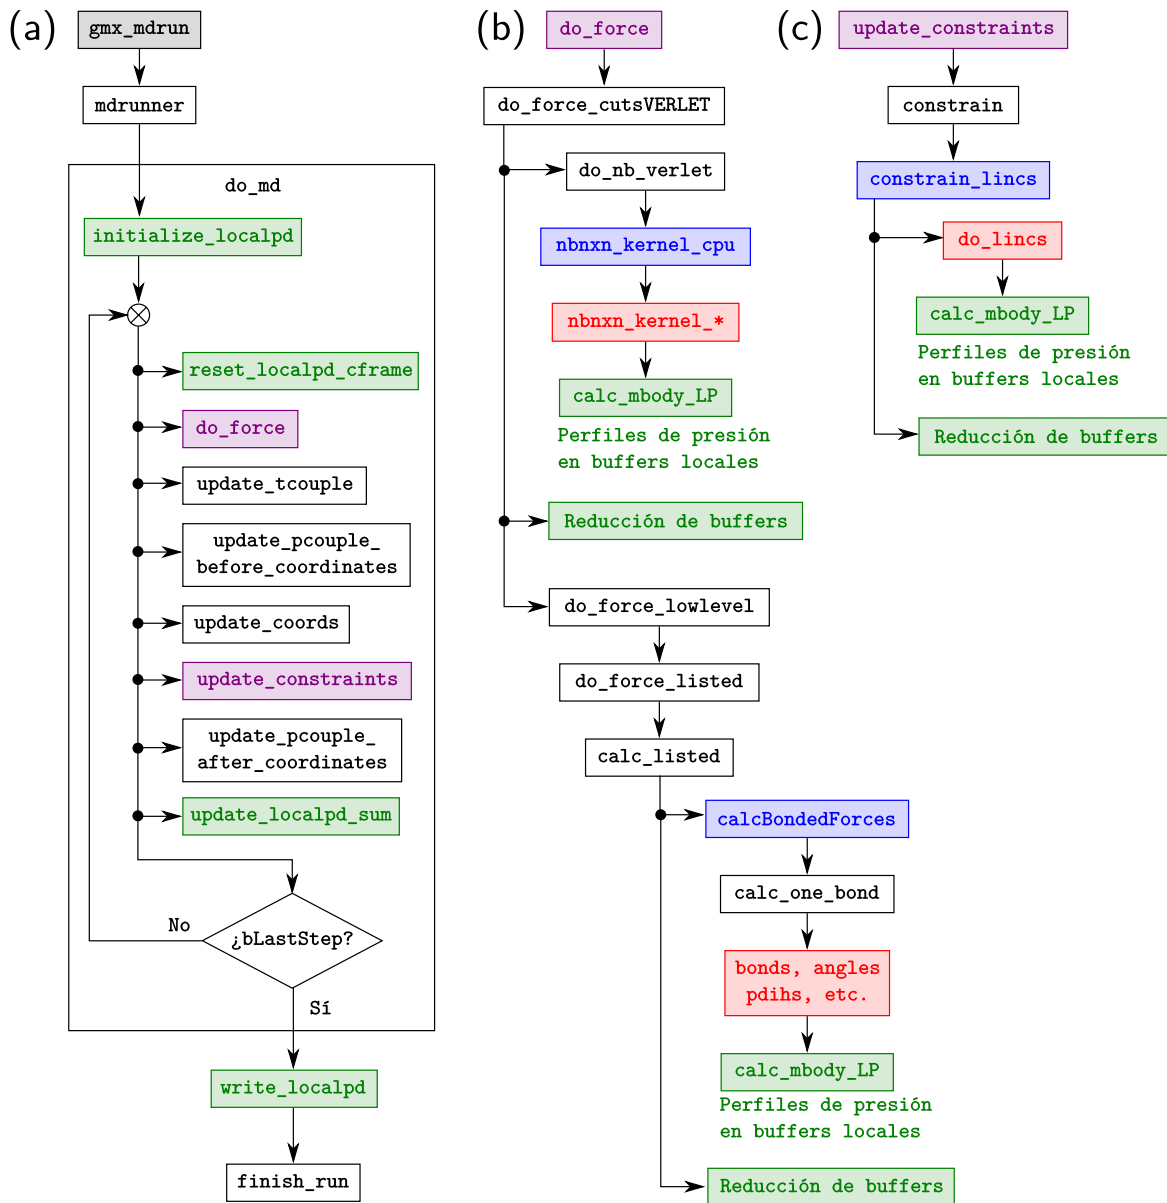 (a)
gmx_mdrun
mdrunner
do_md
initialize_localpd
reset_localpd_cframe
do_force
update_tcouple
update_pcouple_
before_coordinates
update_coords
update_constraints
update_pcouple_
after_coordinates
update_localpd_sum
¿bLastStep?
No
Sí
write_localpd
finish_run
(b)
do_force
do_force_cutsVERLET
do_nb_verlet
nbnxn_kernel_cpu
nbnxn_kernel_*
calc_mbody_LP
Perfiles de presión
en buffers locales
Reducción de buffers
do_force_lowlevel
do_force_listed
calc_listed
calcBondedForces
calc_one_bond
bonds, angles
pdihs, etc.
calc_mbody_LP
Perfiles de presión
en buffers locales
Reducción de buffers
(c)
update_constraints
constrain
constrain_lincs
do_lincs
calc_mbody_LP
Perfiles de presión
en buffers locales
Reducción de buffers